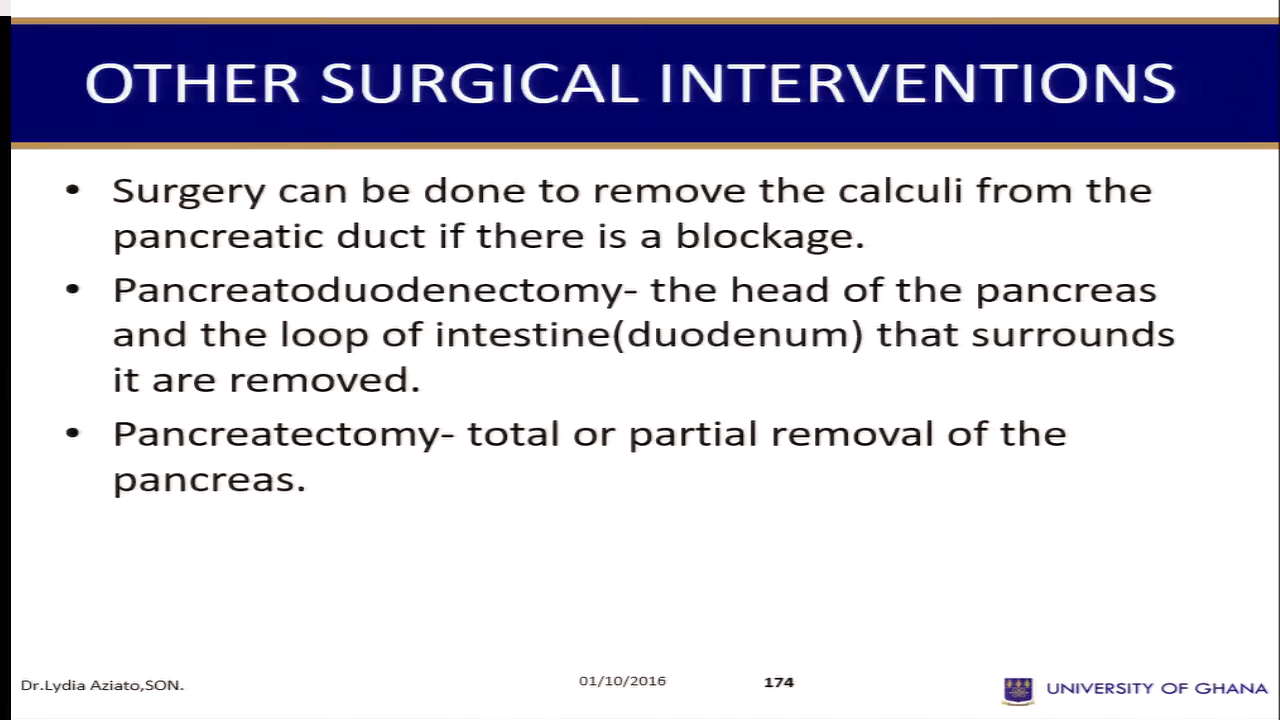 OTHER SURGICAL INTERVENTIONS
• Surgery can be done to remove the calculi from the
pancreatic duct if there is a blockage.
• Pancreatoduodenectomy- the head of the pancreas
and the loop of intestine(duodenum) that surrounds
it are removed.
• Pancreatectomy- total or partial removal of the
pancreas.
Dr.Lydia Aziato,SON.
01/10/2016
174
UNIVERSITY OF GHANA